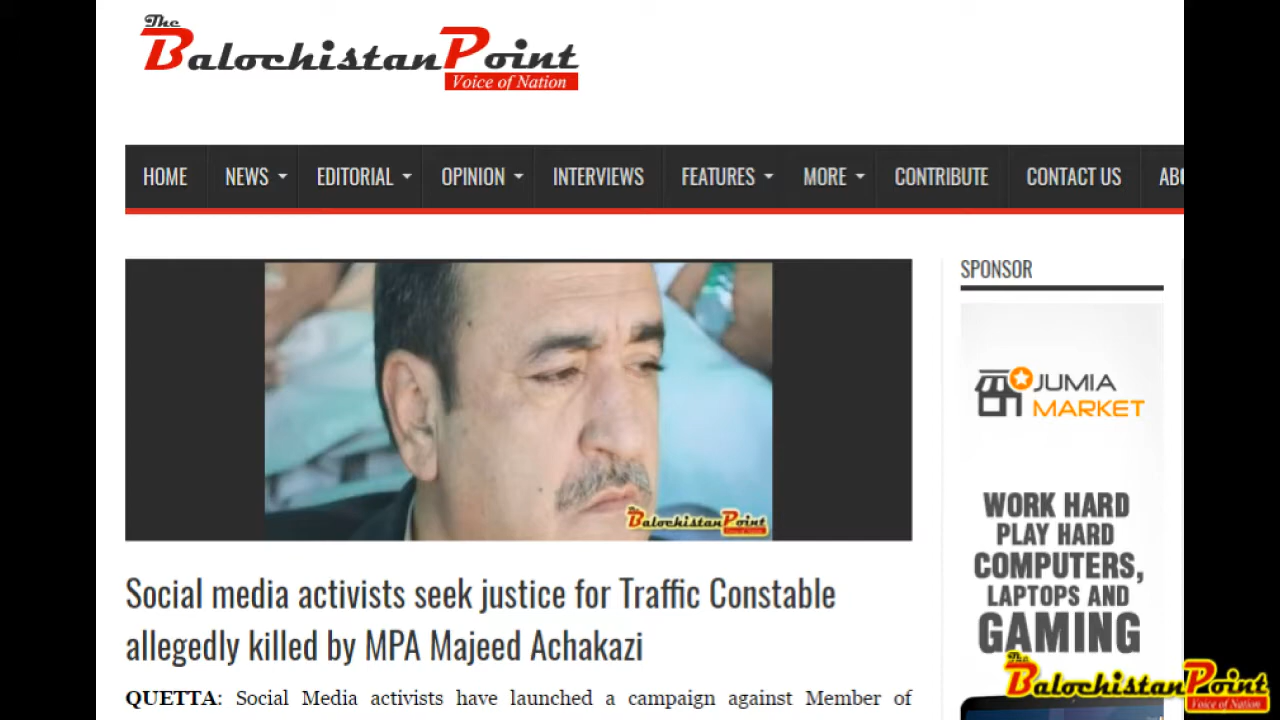 The
BalochistanPoint
Voice of Nation
HOME NEWS EDITORIAL OPINION INTERVIEWS FEATURES MORE CONTRIBUTE CONTACT US
SPONSOR
JUMIA
MARKET
WORK HARD
PLAY HARD
COMPUTERS,
LAPTOPS AND
GAMING
The
BalochistanPoint
Social media activists seek justice for Traffic Constable
allegedly killed by MPA Majeed Achakazi
QUETTA: Social Media activists have launched a campaign against Member of
The
BalochistanPoint
Voice of Nation